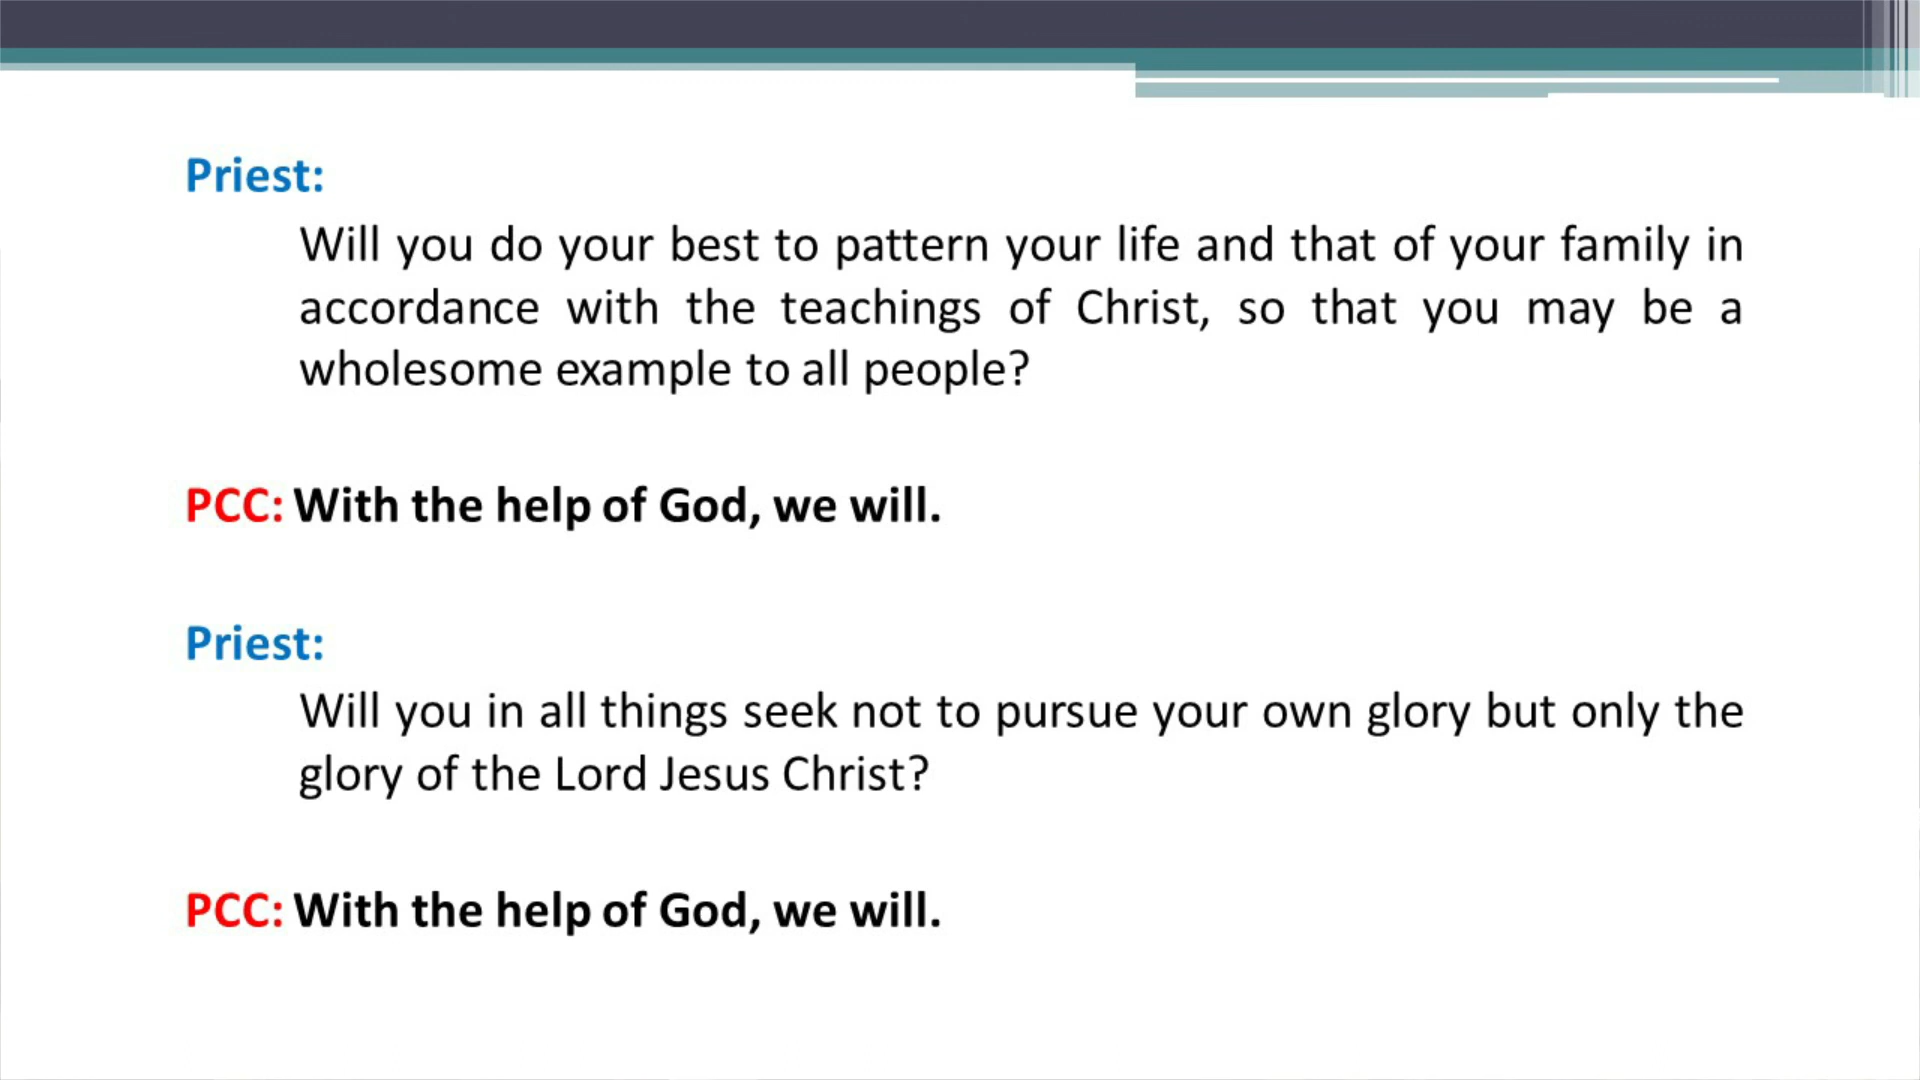 Priest:
Will you do your best to pattern your life and that of your family in
accordance with the teachings of Christ, so that you may be a
wholesome example to all people?
PCC: With the help of God, we will.
Priest:
Will you in all things seek not to pursue your own glory but only the
glory of the Lord Jesus Christ?
PCC: With the help of God, we will.